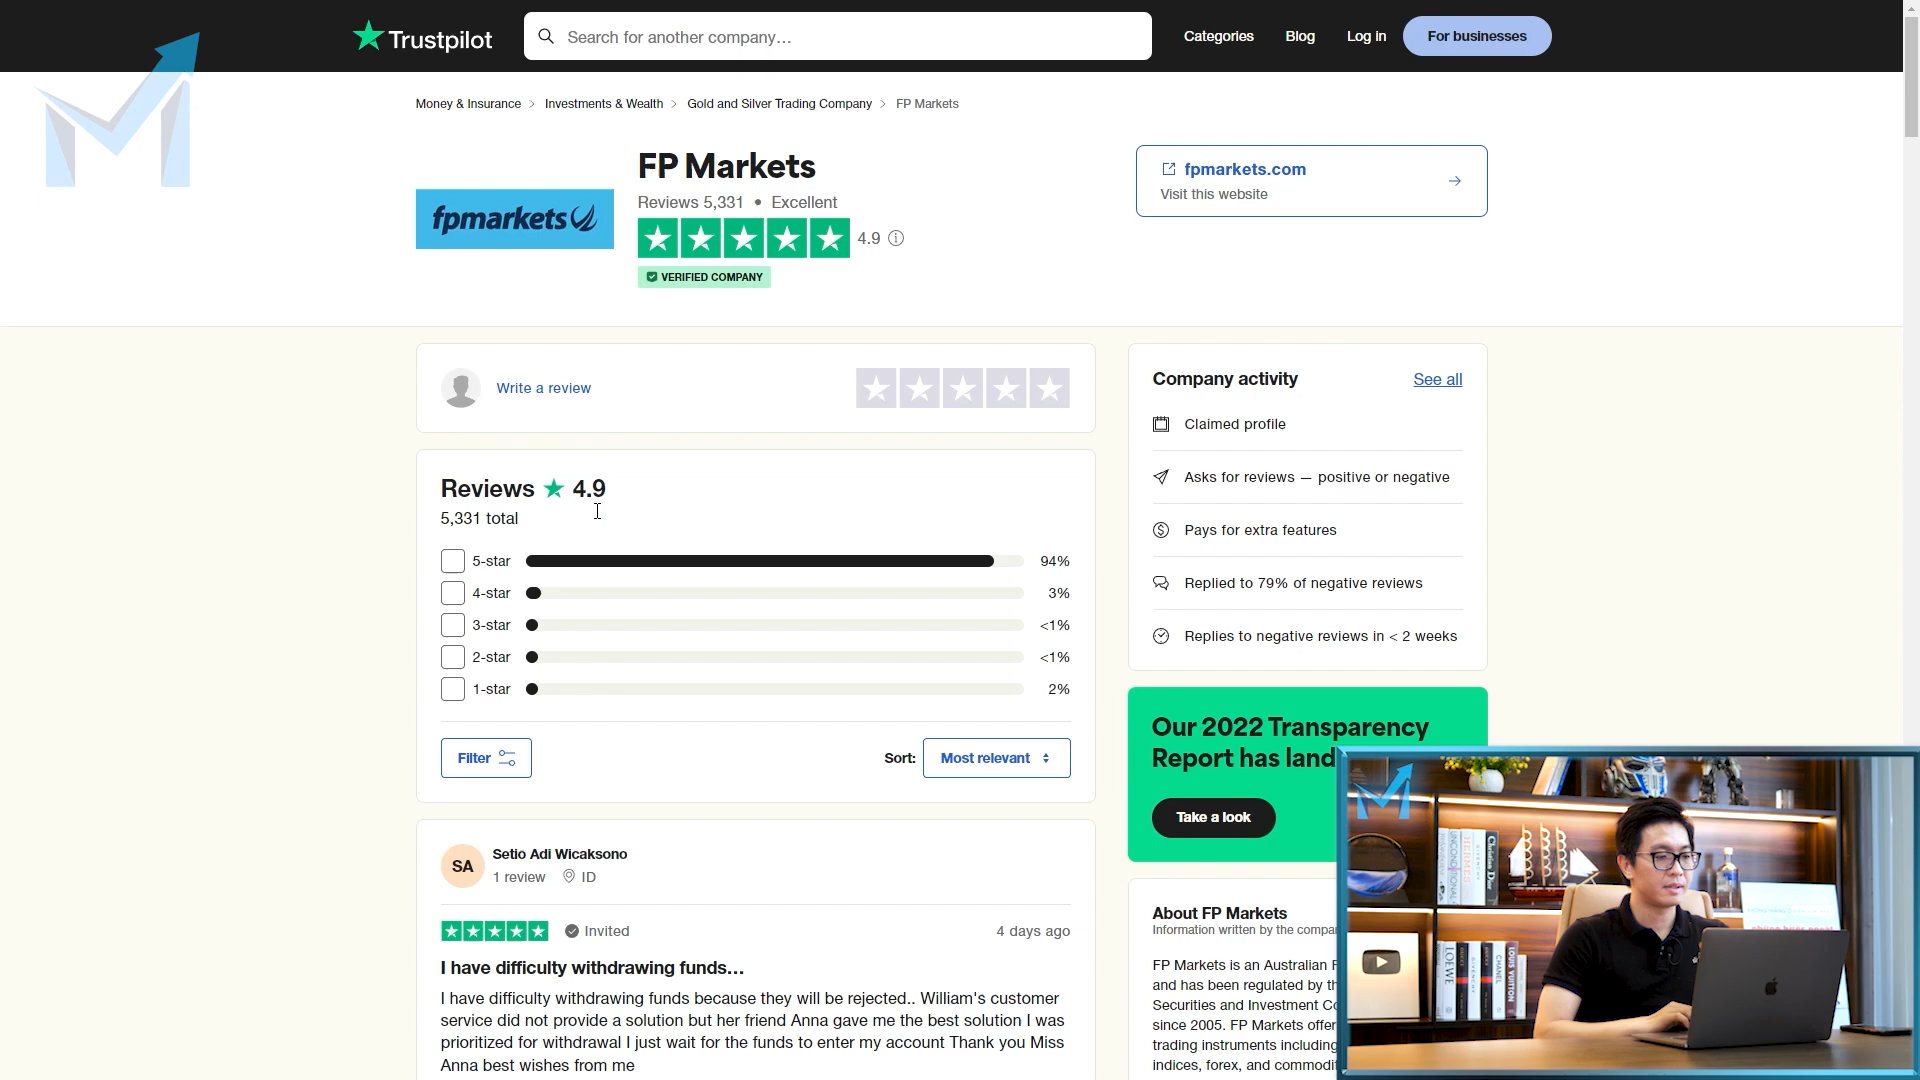 Trustpilot
Search for another company...
Categories
Blog
Log in
For businesses
Money & Insurance > Investments & Wealth > Gold and Silver Trading Company > FP Markets
fpmarkets
FP Markets
Reviews 5,331 • Excellent
4.9
VERIFIED COMPANY
fpmarkets.com
Visit this website
Write a review
Reviews ★ 4.9
5,331 total
5-star 94%
4-star 3%
3-star <1%
2-star <1%
1-star 2%
Filter
Sort: Most relevant
Company activity
See all
Claimed profile
Asks for reviews — positive or negative
Pays for extra features
Replied to 79% of negative reviews
Replies to negative reviews in < 2 weeks
Our 2022 Transparency
Report has land
Take a look
SA
Setio Adi Wicaksono
1 review ID
Invited
4 days ago
I have difficulty withdrawing funds...
I have difficulty withdrawing funds because they will be rejected.. William's customer
service did not provide a solution but her friend Anna gave me the best solution I was
prioritized for withdrawal I just wait for the funds to enter my account Thank you Miss
Anna best wishes from me
About FP Markets
Information written by the compa
FP Markets is an Australian
and has been regulated by
Securities and Investment
since 2005. FP Markets offer
trading instruments including
indices, forex, and
HERMES
Christian Dior
LOEWE
CHANEL
LOUIS VUITTON